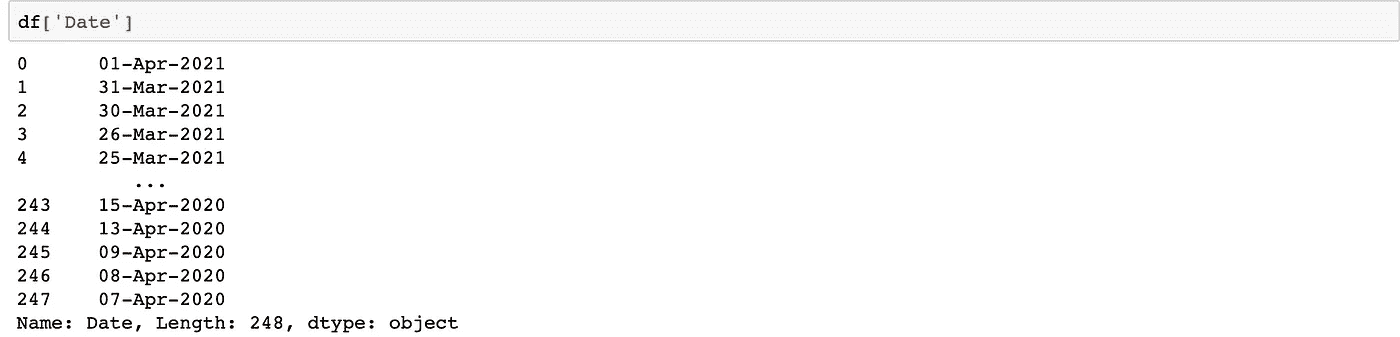 df['Date']
0      01-Apr-2021
1      31-Mar-2021
2      30-Mar-2021
3      26-Mar-2021
4      25-Mar-2021
          ...
243    15-Apr-2020
244    13-Apr-2020
245    09-Apr-2020
246    08-Apr-2020
247    07-Apr-2020
Name: Date, Length: 248, dtype: object